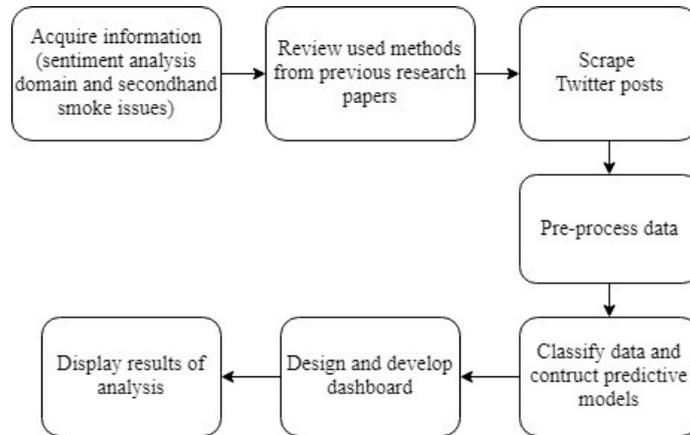 Acquire information
(sentiment analysis
domain and secondhand
smoke issues)
Review used methods
from previous research
papers
Scrape
Twitter posts
Pre-process data
Classify data and
contruct predictive
models
Design and develop
dashboard
Display results of
analysis